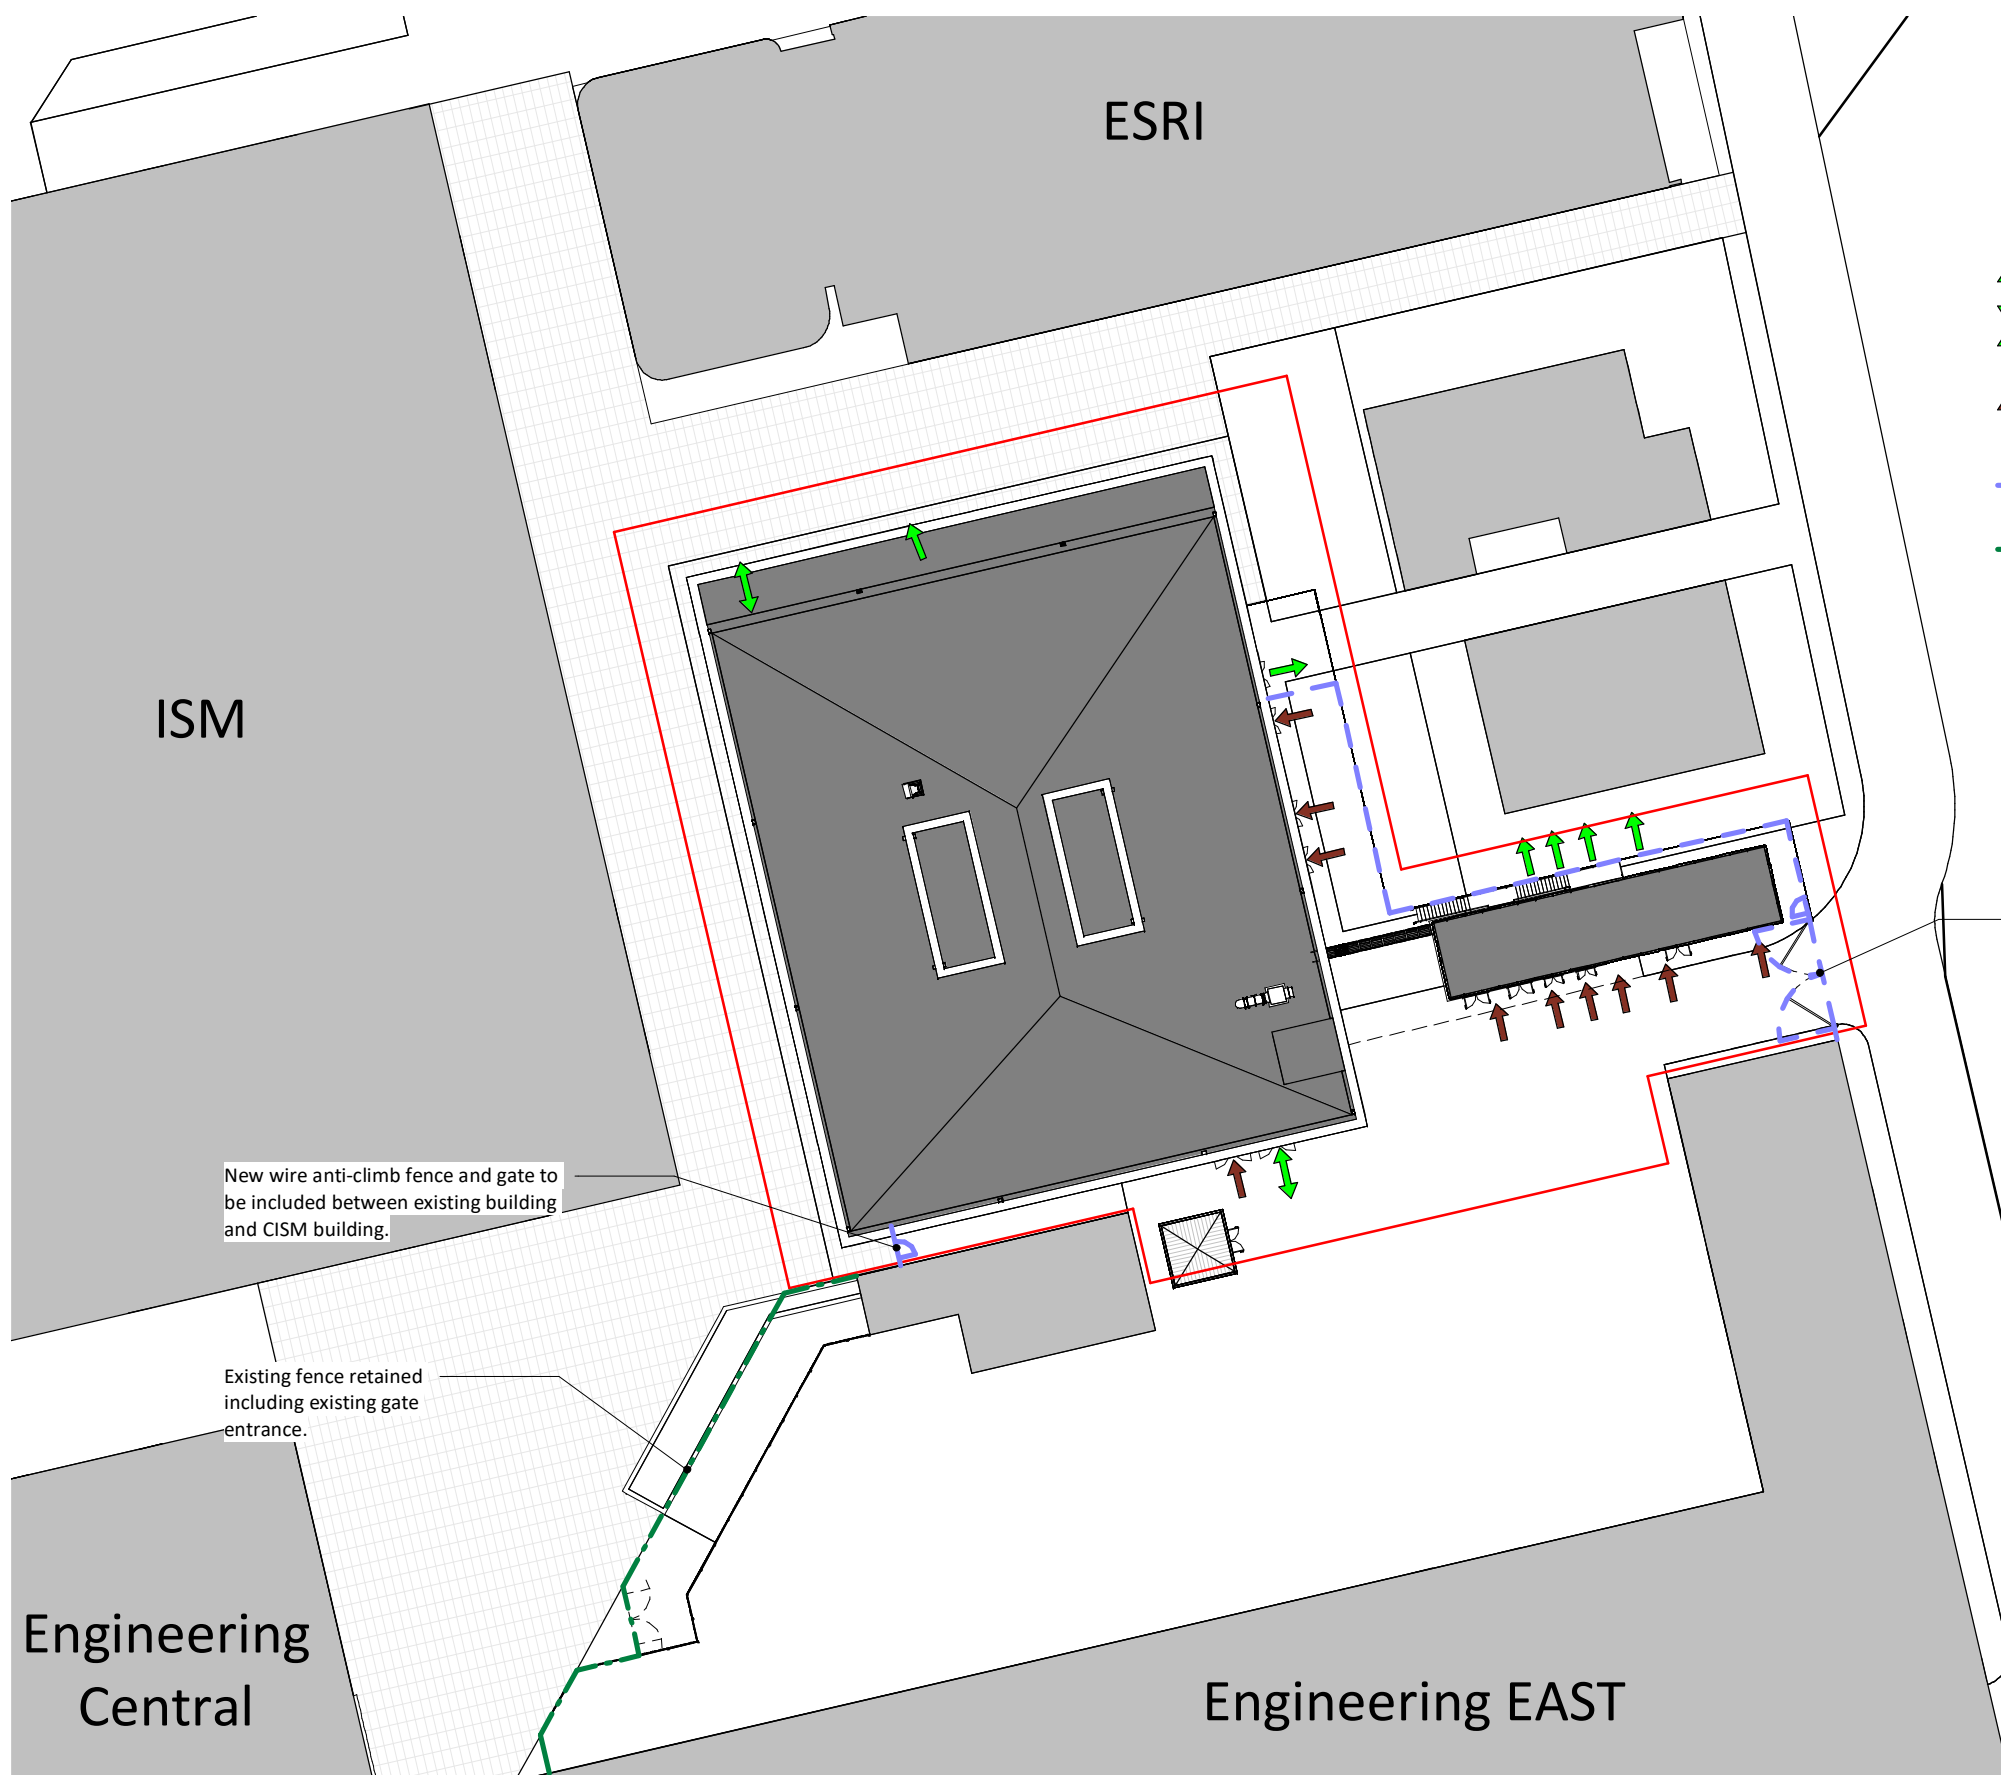 ESRI
ISM
New wire anti-climb fence and gate to
be included between existing building
and CISM building.
Existing fence retained
including existing gate
entrance.
Engineering
Central
Engineering EAST